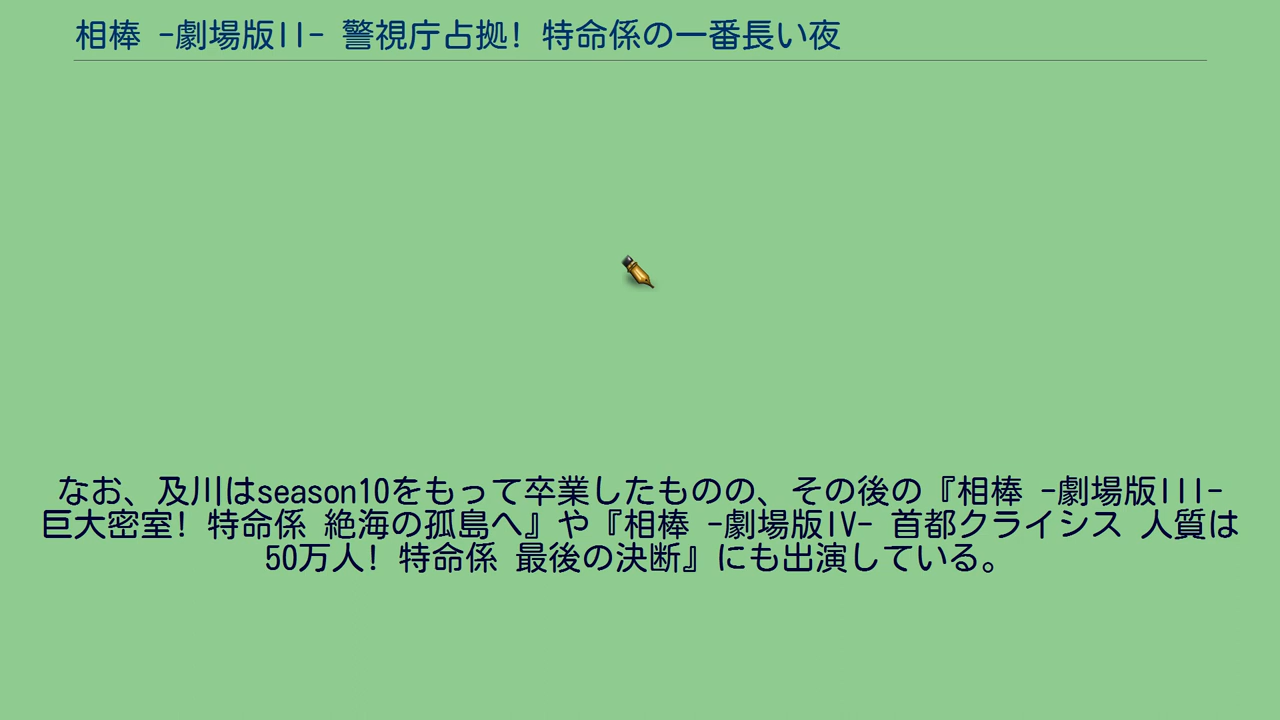 相棒 -劇場版II- 警視庁占拠! 特命係の一番長い夜
なお、及川はseason10をもって卒業したものの、その後の『相棒 -劇場版III-
巨大密室! 特命係 絶海の孤島へ』や『相棒 -劇場版IV- 首都クライシス 人質は
50万人! 特命係 最後の決断』にも出演している。